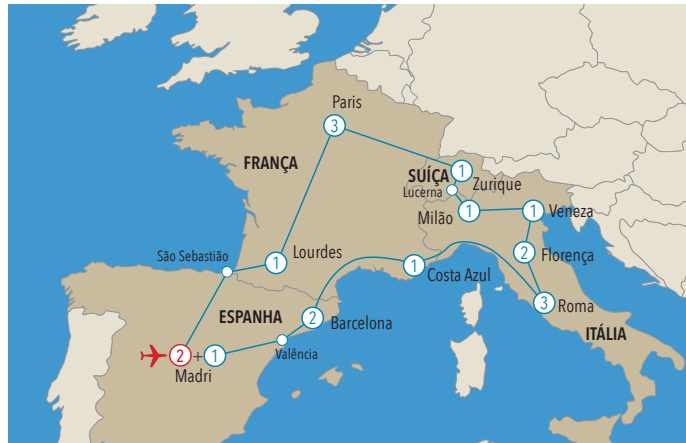 Paris
3
FRANÇA
SUÍÇA
1
Zurique
Lucerna
Milão
1
1
Veneza
São Sebastião
1
Lourdes
2
Florença
1
Costa Azul
ESPANHA
2
Barcelona
3
Roma
ITÁLIA
Valência
2 + 1
Madri